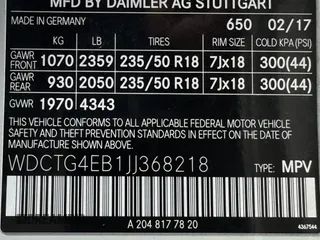 MFD BY DAIMLER AG STUTTGART
MADE IN GERMANY 650 02/17
KG LB TIRES RIM SIZE COLD KPA (PSI)
GAWR FRONT 1070 2359 235/50 R18 7Jx18 300(44)
GAWR REAR 930 2050 235/50 R18 7Jx18 300(44)
GVWR 1970 4343
THIS VEHICLE CONFORMS TO ALL
APPLICABLE FEDERAL MOTOR VEHICLE
SAFETY AND THEFT PREVENTION STANDARDS
IN EFFECT ON THE DATE OF MANUFACTURE SHOWN ABOVE.
WDCTG4EB1JJ368218 TYPE: MPV
A 204 817 78 20
4367544